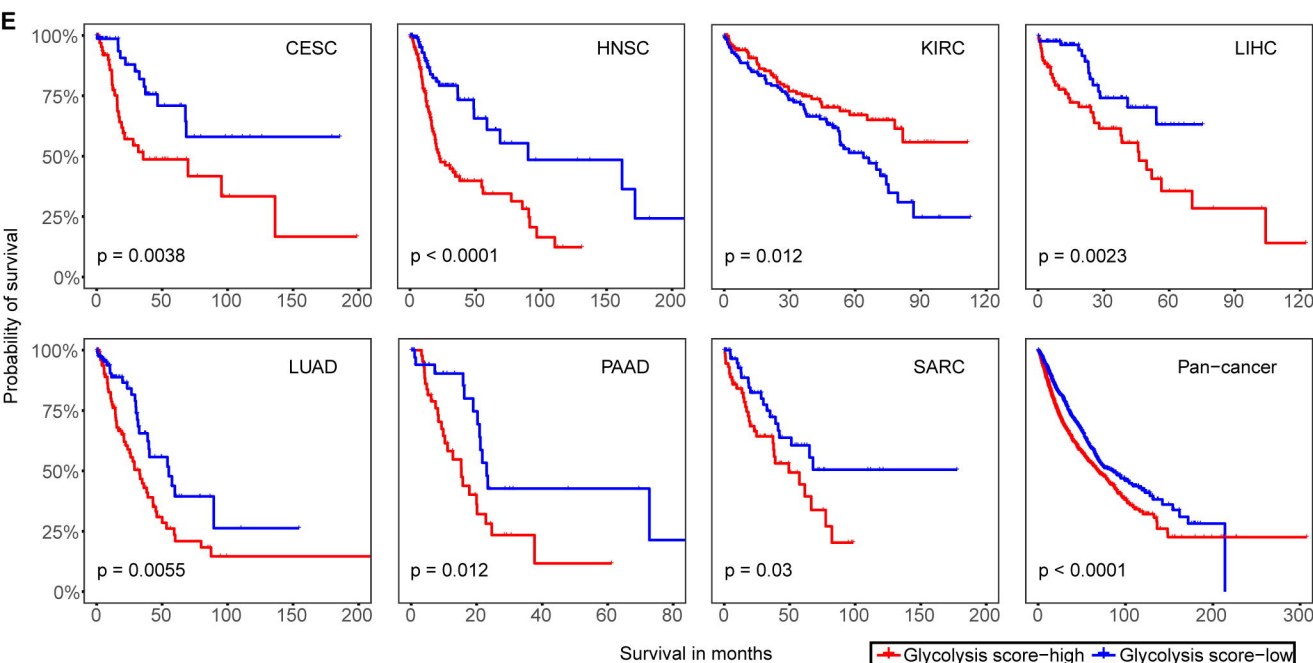 E
Probability of survival
CESC
100%
75%
50%
25%
0%
p = 0.0038
0 50 100 150 200
HNSC
p < 0.0001
0 50 100 150 200
KIRC
p = 0.012
0 30 60 90 120
LIHC
p = 0.0023
0 30 60 90 120
LUAD
100%
75%
50%
25%
0%
p = 0.0055
0 50 100 150 200
PAAD
p = 0.012
0 20 40 60 80
SARC
p = 0.03
0 50 100 150 200
Pan−cancer
p < 0.0001
0 100 200 300
Survival in months
Glycolysis score−high Glycolysis score−low